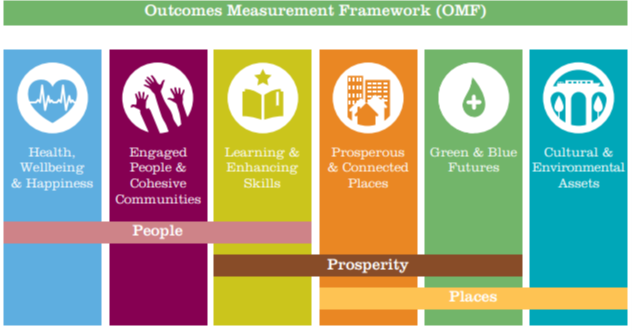 Outcomes Measurement Framework (OMF)
Health,
Wellbeing
& Happiness
Engaged
People &
Cohesive
Communities
Learning &
Enhancing
Skills
Prosperous
& Connected
Places
Green & Blue
Futures
Cultural &
Environmental
Assets
People
Prosperity
Places